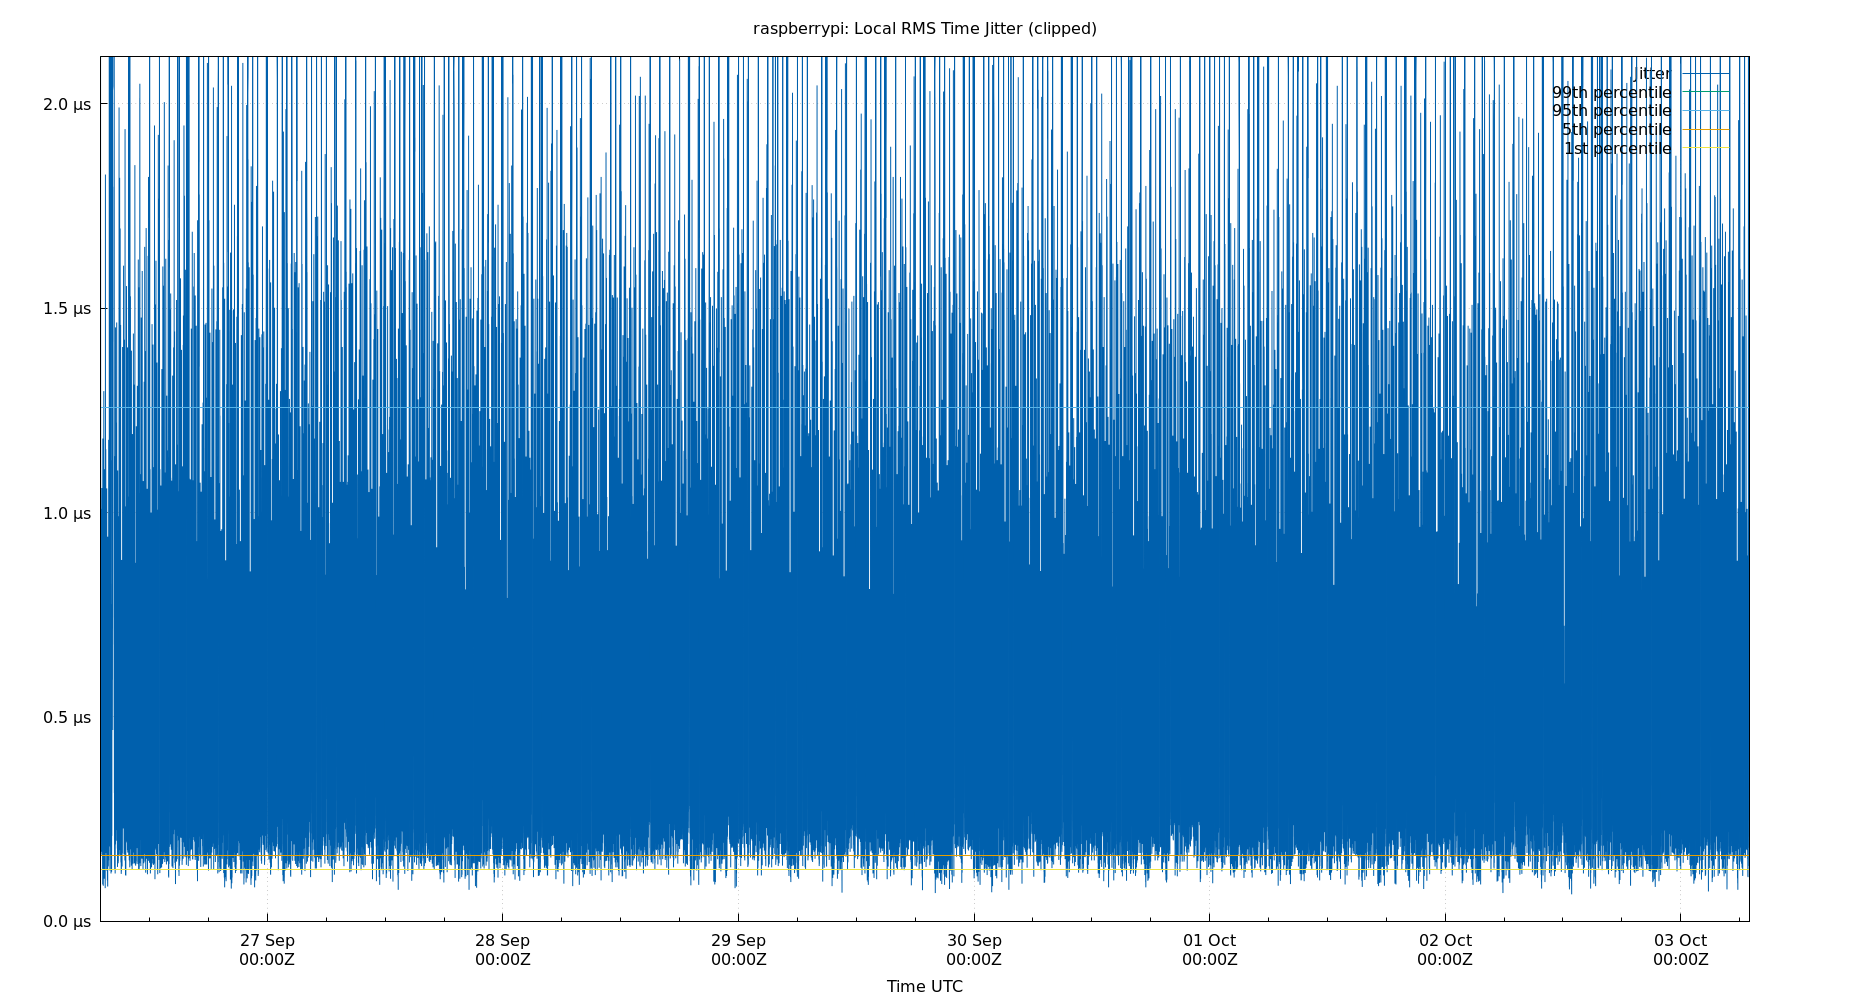 raspberrypi: Local RMS Time Jitter (clipped)
jitter
99th percentile
95th percentile
5th percentile
1st percentile
2.0 µs
1.5 µs
1.0 µs
0.5 µs
0.0 µs
27 Sep
00:00Z
28 Sep
00:00Z
29 Sep
00:00Z
30 Sep
00:00Z
01 Oct
00:00Z
02 Oct
00:00Z
03 Oct
00:00Z
Time UTC